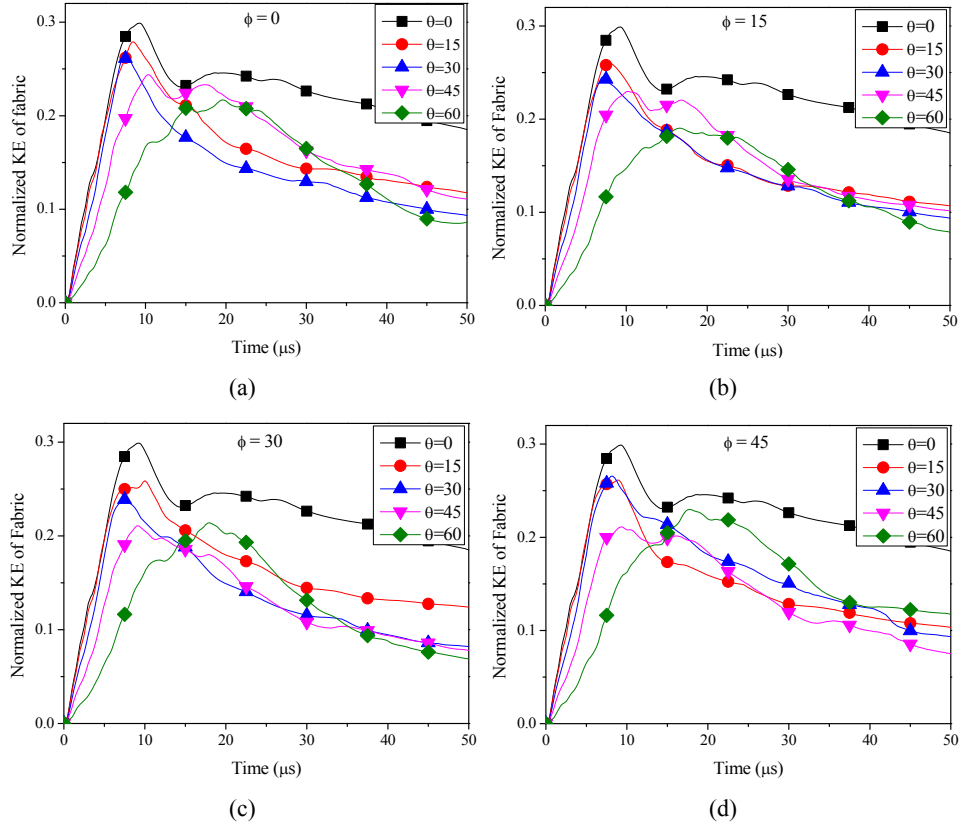 ϕ = 0
θ=0
θ=15
θ=30
θ=45
θ=60
Normalized KE of fabric
0.3
0.2
0.1
0.0
0 10 20 30 40 50
Time (μs)
(a)
ϕ = 15
θ=0
θ=15
θ=30
θ=45
θ=60
Normalized KE of Fabric
0.3
0.2
0.1
0.0
0 10 20 30 40 50
Time (μs)
(b)
ϕ = 30
θ=0
θ=15
θ=30
θ=45
θ=60
Normalized KE of Fabric
0.3
0.2
0.1
0.0
0 10 20 30 40 50
Time (μs)
(c)
ϕ = 45
θ=0
θ=15
θ=30
θ=45
θ=60
Normalized KE of Fabric
0.3
0.2
0.1
0.0
0 10 20 30 40 50
Time (μs)
(d)